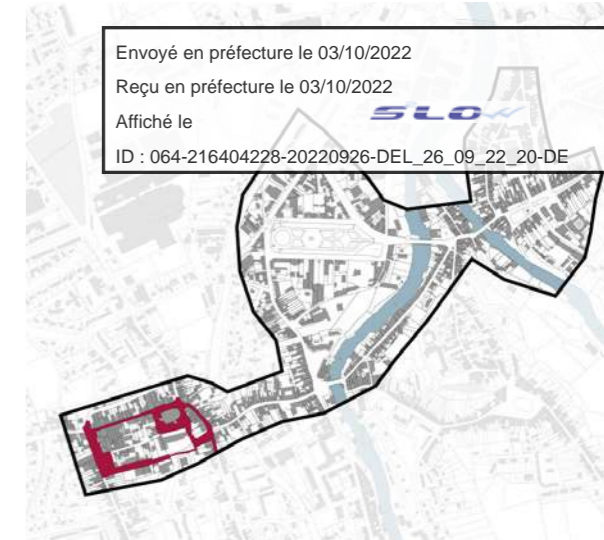 Envoyé en préfecture le 03/10/2022
Reçu en préfecture le 03/10/2022
Affiché le
SLOW
ID : 064-216404228-20220926-DEL_26_09_22_20-DE